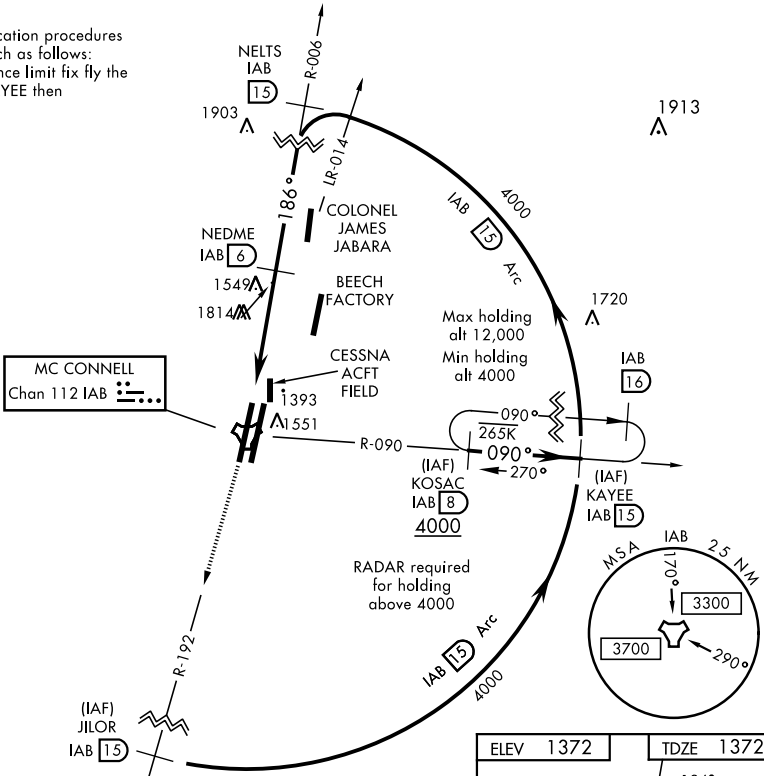 cation procedures
ch as follows:
nce limit fix fly the
YEE then
NELTS
IAB
15
R-006
1903
1913
LR-014
186°
COLONEL
JAMES
JABARA
IAB 15 Arc
4000
NEDME
IAB 6
1549
1814
BEECH
FACTORY
Max holding
alt 12,000
Min holding
alt 4000
1720
CESSNA
ACFT
FIELD
IAB
16
MC CONNELL
Chan 112 IAB
1393
1551
R-090
090°
265K
090°
270°
(IAF)
KOSAC
IAB 8
4000
(IAF)
KAYEE
IAB 15
RADAR required
for holding
above 4000
MSA IAB 25 NM
170°
3300
3700
290°
IAB 15 Arc
4000
R-192
(IAF)
JILOR
IAB 15
ELEV 1372
TDZE 1372